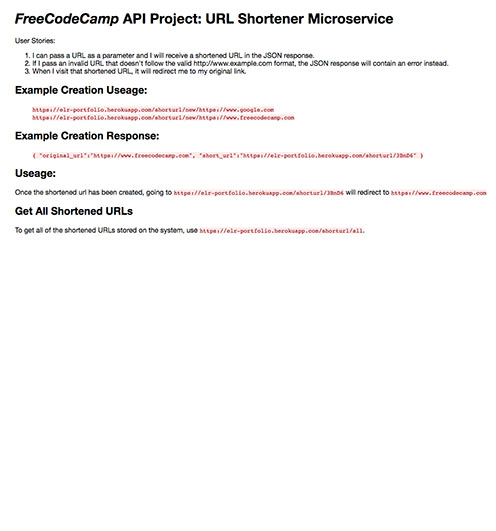 FreeCodeCamp API Project: URL Shortener Microservice
User Stories:
1. I can pass a URL as a parameter and I will receive a shortened URL in the JSON response.
2. If I pass an invalid URL that doesn't follow the valid http://www.example.com format, the JSON response will contain an error instead.
3. When I visit that shortened URL, it will redirect me to my original link.
Example Creation Useage:
https://elr-portfolio.herokuapp.com/shorturl/new/https://www.google.com
https://elr-portfolio.herokuapp.com/shorturl/new/https://www.freecodecamp.com
Example Creation Response:
{ "original_url":"https://www.freecodecamp.com", "short_url":"https://elr-portfolio.herokuapp.com/shorturl/3BnD6" }
Useage:
Once the shortened url has been created, going to https://elr-portfolio.herokuapp.com/shorturl/3BnD6 will redirect to https://www.freecodecamp.com
Get All Shortened URLs
To get all of the shortened URLs stored on the system, use https://elr-portfolio.herokuapp.com/shorturl/all.